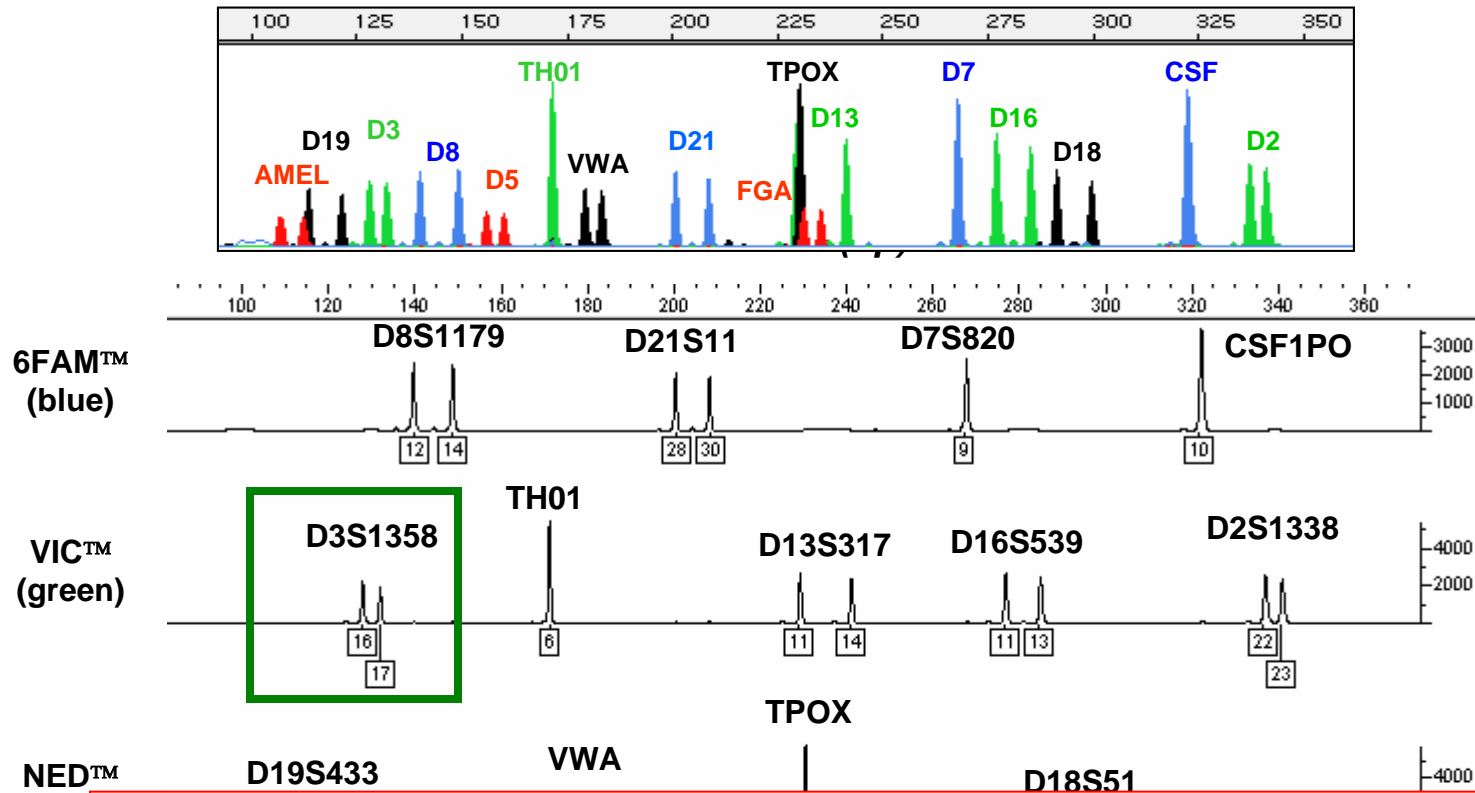 100 125 150 175 200 225 250 275 300 325 350
TH01 TPOX D7 CSF
D3 D13 D16
D19 D8 D21 D18 D2
AMEL D5 VWA FGA
100 120 140 160 180 200 220 240 260 280 300 320 340 360
6FAM™
(blue)
D8S1179 D21S11 D7S820 CSF1PO
3000
2000
1000
12 14 28 30 9 10
VIC™
(green)
D3S1358 TH01 D13S317 D16S539 D2S1338
4000
2000
16 6 11 14 11 13 22
17 23
NED™
D19S433 VWA TPOX D18S51
4000